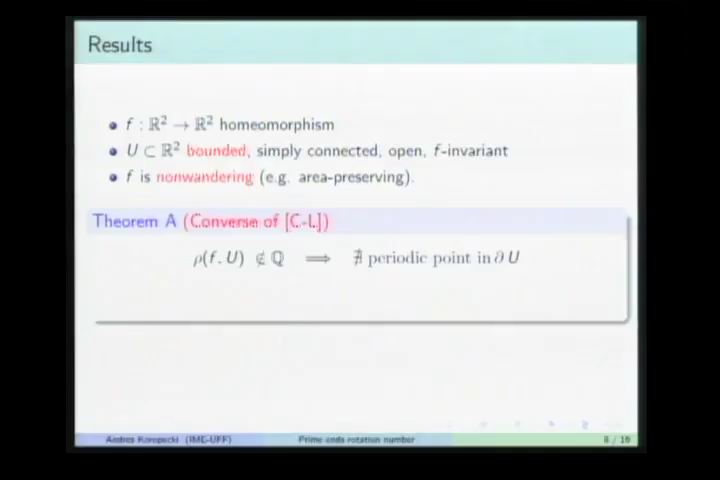 Results
f : ℝ² → ℝ² homeomorphism
U ⊂ ℝ² bounded, simply connected, open, f-invariant
f is nonwandering (e.g. area-preserving).
Theorem A (Converse of [C-L])
ρ(f, U) ∉ ℚ ⟹ ∄ periodic point in ∂U
Andres Koropecki (IME-UFF) Prime ends rotation number 8 / 16